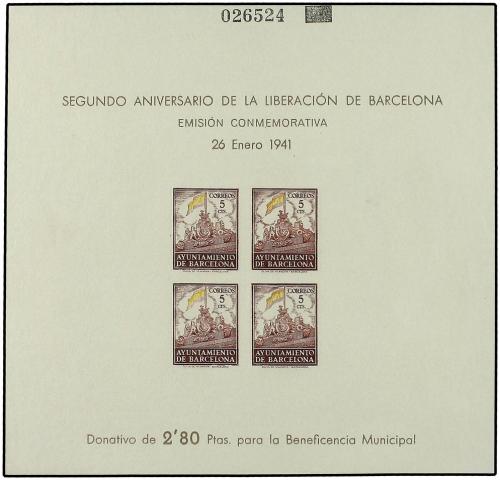 026524
SEGUNDO ANIVERSARIO DE LA LIBERACIÓN DE BARCELONA
EMISIÓN CONMEMORATIVA
26 Enero 1941
CORREOS
5
CTS.
AYUNTAMIENTO
DE BARCELONA
CORREOS
5
CTS.
AYUNTAMIENTO
DE BARCELONA
CORREOS
5
CTS.
AYUNTAMIENTO
DE BARCELONA
CORREOS
5
CTS.
AYUNTAMIENTO
DE BARCELONA
Donativo de 2'80 Ptas. para la Beneficencia Municipal